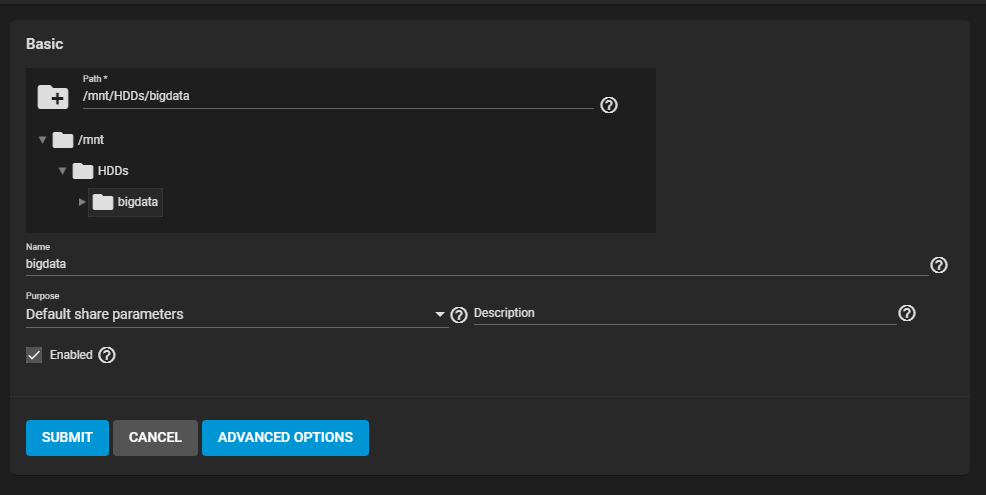 Basic
Path *
/mnt/HDDs/bigdata
/mnt
HDDs
bigdata
Name
bigdata
Purpose
Default share parameters
Description
Enabled
SUBMIT CANCEL ADVANCED OPTIONS